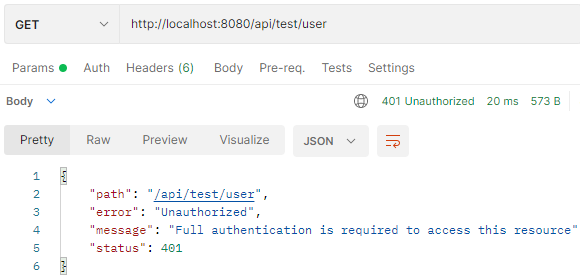 GET http://localhost:8080/api/test/user
Params Auth Headers (6) Body Pre-req. Tests Settings
Body 401 Unauthorized 20 ms 573 B
Pretty Raw Preview Visualize JSON
1 {
2 "path": "/api/test/user",
3 "error": "Unauthorized",
4 "message": "Full authentication is required to access this resource"
5 "status": 401
6 }